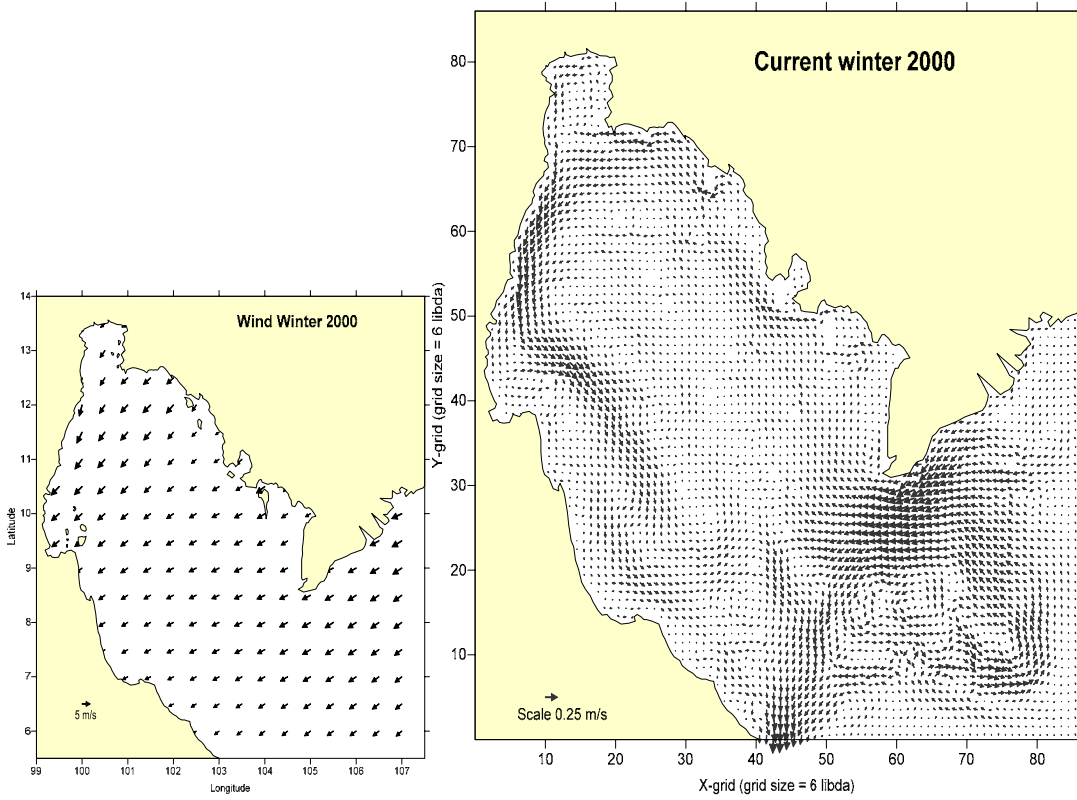 Current winter 2000
80
70
60
50
40
30
20
10
Y-grid (grid size = 6 libda)
Scale 0.25 m/s
10 20 30 40 50 60 70 80
X-grid (grid size = 6 libda)
Wind Winter 2000
14
13
12
11
10
9
8
7
6
Latitude
5 m/s
99 100 101 102 103 104 105 106 107
Longitude